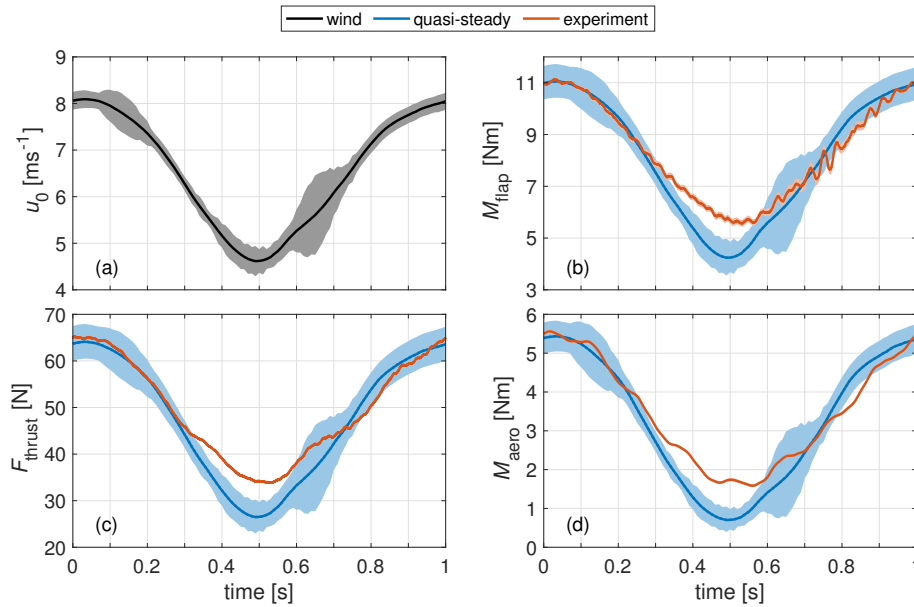 wind quasi-steady experiment
9
8
7
6
5
4
u0 [ms-1]
(a)
11
9
7
5
3
Mflap [Nm]
(b)
70
60
50
40
30
20
Fthrust [N]
(c)
0 0.2 0.4 0.6 0.8 1
time [s]
6
5
4
3
2
1
0
Maero [Nm]
(d)
0 0.2 0.4 0.6 0.8 1
time [s]